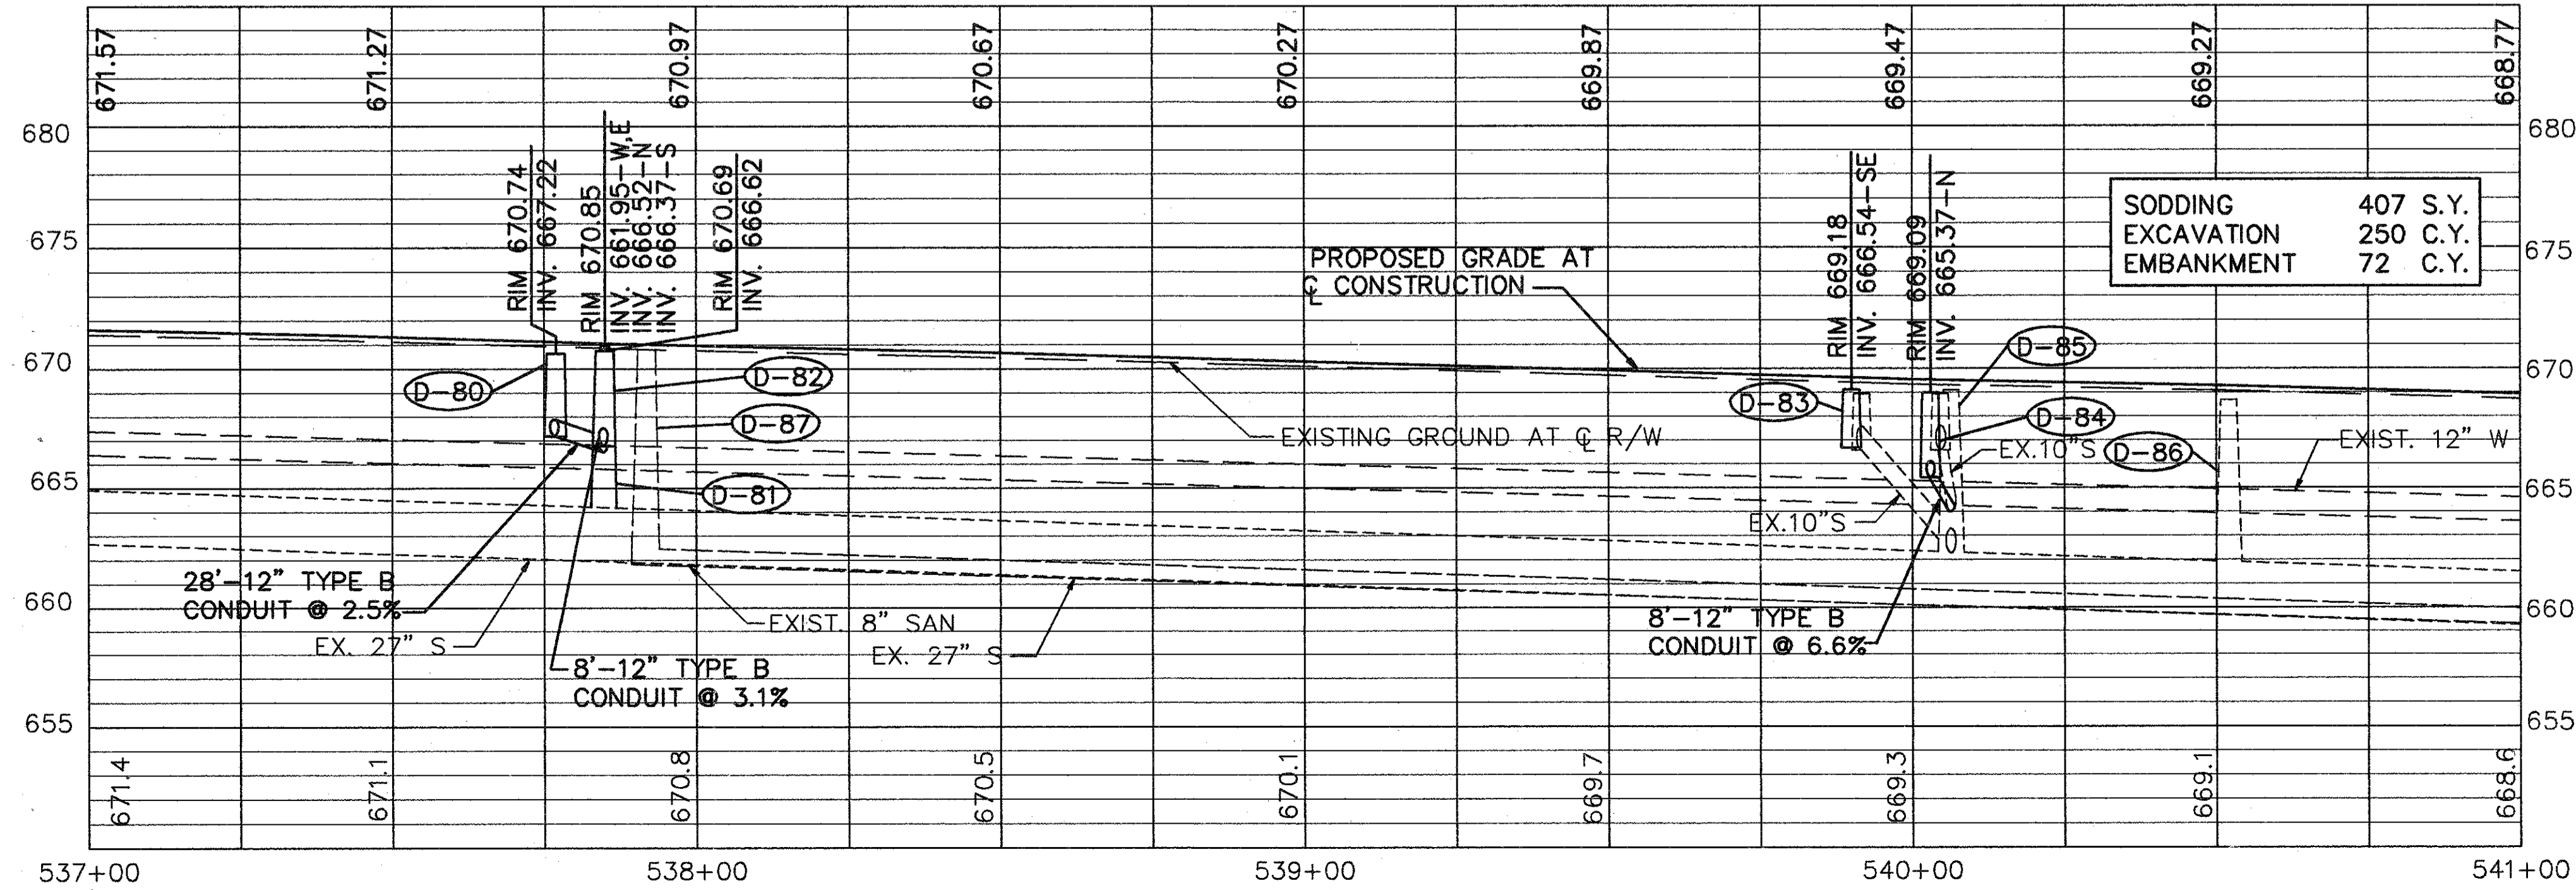 671.57
671.27
670.97
670.67
670.27
669.87
669.47
669.27
668.77
680
680
RIM 670.74
INV. 667.22
RIM 670.85
INV. 661.95-W,E
INV. 666.52-N
INV. 666.37-S
RIM 670.69
INV. 666.62
RIM 669.18
INV. 666.54-SE
RIM 669.09
INV. 665.37-N
SODDING 407 S.Y.
EXCAVATION 250 C.Y.
EMBANKMENT 72 C.Y.
675
675
PROPOSED GRADE AT
℄ CONSTRUCTION
670
670
D-80
D-82
D-87
D-81
D-83
D-85
D-84
D-86
EXISTING GROUND AT ℄ R/W
EX.10"S
EXIST. 12" W
665
665
EX.10"S
28'-12" TYPE B
CONDUIT @ 2.5%
660
660
EX. 27" S
EXIST. 8" SAN
EX. 27" S
8'-12" TYPE B
CONDUIT @ 6.6%
8'-12" TYPE B
CONDUIT @ 3.1%
655
655
671.4
671.1
670.8
670.5
670.1
669.7
669.3
669.1
668.6
537+00
538+00
539+00
540+00
541+00